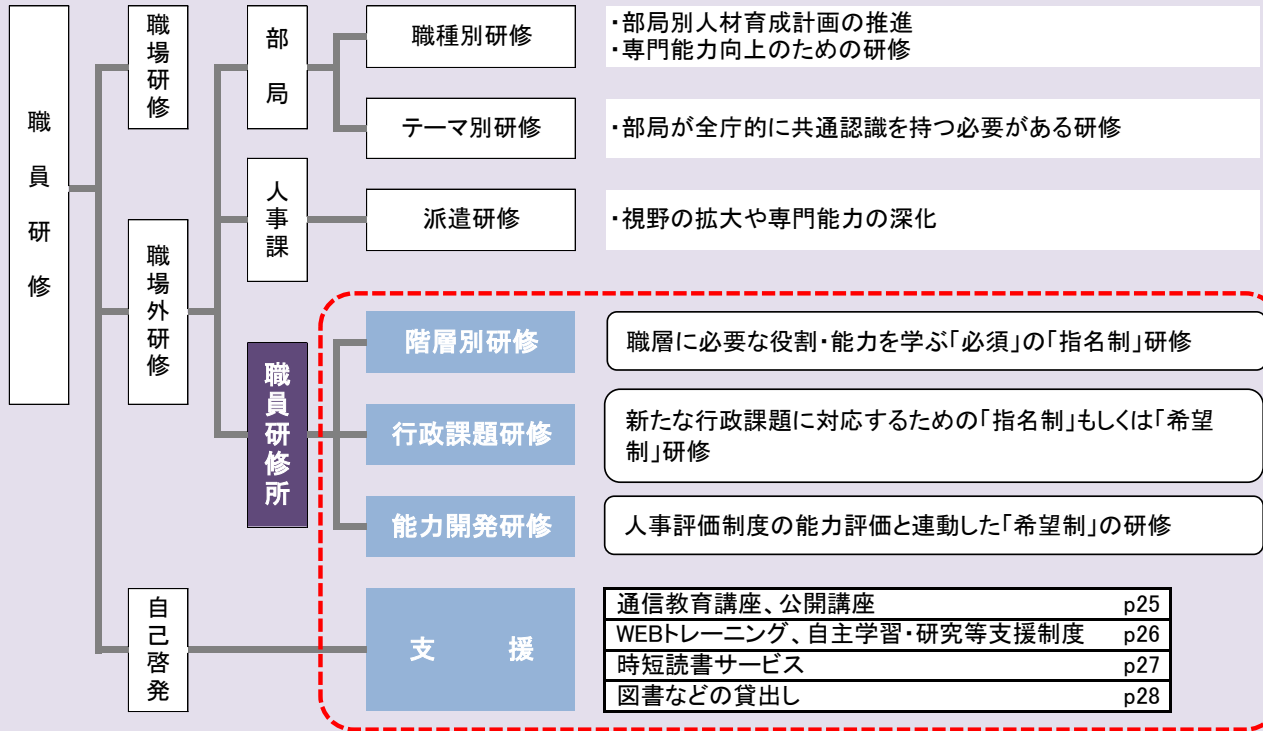 職員研修
職場研修
部局
職種別研修
・部局別人材育成計画の推進
・専門能力向上のための研修
テーマ別研修
・部局が全庁的に共通認識を持つ必要がある研修
職場外研修
人事課
派遣研修
・視野の拡大や専門能力の深化
職員研修所
階層別研修
職層に必要な役割・能力を学ぶ「必須」の「指名制」研修
行政課題研修
新たな行政課題に対応するための「指名制」もしくは「希望
制」研修
能力開発研修
人事評価制度の能力評価と連動した「希望制」の研修
自己啓発
支 援
通信教育講座、公開講座 p25
WEBトレーニング、自主学習・研究等支援制度 p26
時短読書サービス p27
図書などの貸出し p28